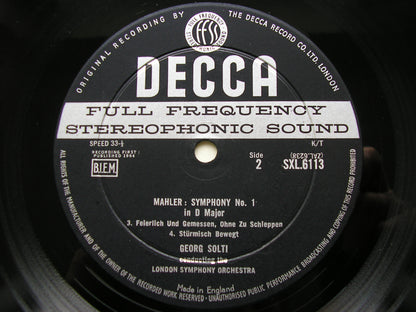 ORIGINAL RECORDING BY
FULL FREQUENCY STEREOPHONIC SOUND
FFSS
THE DECCA RECORD CO. LTD. LONDON
DECCA
FULL FREQUENCY
STEREOPHONIC SOUND
SPEED 33⅓
K/T
RECORDING FIRST
PUBLISHED 1964
B.I.E.M
Side
2
(ZAL.6238)
SXL.6113
MAHLER: SYMPHONY No. 1
in D Major
3. Feierlich Und Gemessen, Ohne Zu Schleppen
4. Stürmisch Bewegt
GEORG SOLTI
conducting the
LONDON SYMPHONY ORCHESTRA
Made in England
ALL RIGHTS OF THE MANUFACTURER AND OF THE OWNER OF THE RECORDED WORK RESERVED - UNAUTHORISED PUBLIC PERFORMANCE BROADCASTING AND COPYING OF THIS RECORD PROHIBITED